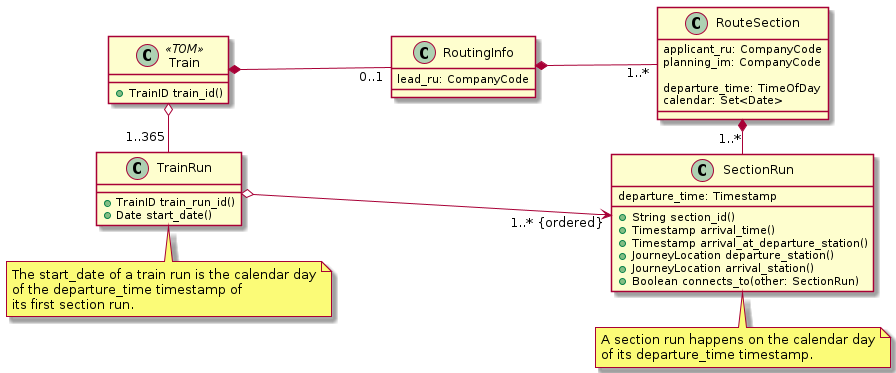 C «TOM»
Train
TrainID train_id()
0..1
C RoutingInfo
lead_ru: CompanyCode
1..*
C RouteSection
applicant_ru: CompanyCode
planning_im: CompanyCode
departure_time: TimeOfDay
calendar: Set<Date>
1..365
1..*
C TrainRun
TrainID train_run_id()
Date start_date()
1..* {ordered}
C SectionRun
departure_time: Timestamp
String section_id()
Timestamp arrival_time()
Timestamp arrival_at_departure_station()
JourneyLocation departure_station()
JourneyLocation arrival_station()
Boolean connects_to(other: SectionRun)
The start_date of a train run is the calendar day
of the departure_time timestamp of
its first section run.
A section run happens on the calendar day
of its departure_time timestamp.